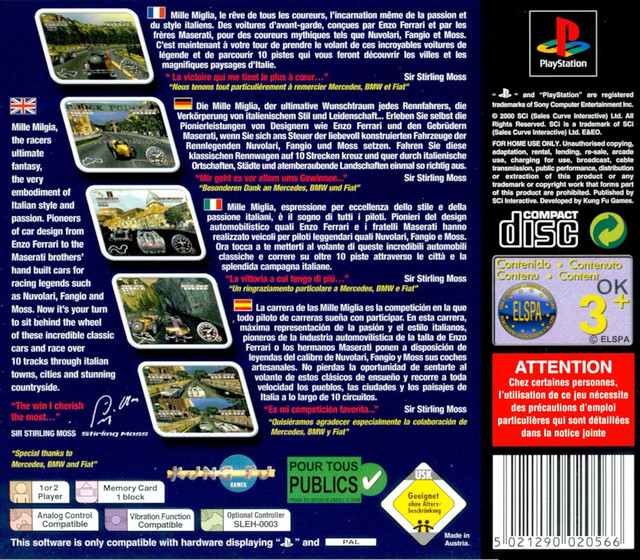 Mille Miglia, le rêve de tous les coureurs, l'incarnation même de la passion et
du style italiens. Des voitures d'avant-garde, conçues par Enzo Ferrari et par les
frères Maserati, pour des coureurs mythiques tels que Nuvolari, Fangio et Moss.
C'est maintenant à votre tour de prendre le volant de ces incroyables voitures de
légende et de parcourir 10 pistes qui vous feront découvrir les villes et les
magnifiques paysages d'Italie.
"La victoire qui me tient le plus à cœur..." Sir Stirling Moss
"Nous tenons tout particulièrement à remercier Mercedes, BMW et Fiat"
Mille Milgia,
the racers
ultimate
fantasy,
the very
embodiment of
Italian style and
passion. Pioneers
of car design from
Enzo Ferrari to the
Maserati brothers'
hand built cars for
racing legends such
as Nuvolari, Fangio and
Moss. Now it's your turn
to sit behind the wheel
of these incredible classic
cars and race over
10 tracks through italian
towns, cities and stunning
countryside.
"The win I cherish
the most..."
SIR STIRLING MOSS
Stirling Moss
"Special thanks to
Mercedes, BMW and Fiat"
Die Mille Miglia, der ultimative Wunschtraum jedes Rennfahrers, die
Verkörperung von italienischem Stil und Leidenschaft... Erleben Sie selbst die
Pionierleistungen von Designern wie Enzo Ferrari und den Gebrüdern
Maserati, wenn Sie sich ans Steuer der liebevoll konstruierten Fahrzeuge der
Rennlegenden Nuvolari, Fangio und Moss setzen. Fahren Sie diese
klassischen Rennwagen auf 10 Strecken kreuz und quer durch italienische
Ortschaften, Städte und atemberaubende Landschaften einmal so richtig aus.
"Mir geht es ver allem ums Gewinnen..." Sir Stirling Moss
"Besonderen Dank an Mercedes, BMW und Fiat"
Mille Miglia, espressione per eccellenza dello stile e della
passione italiani, è il sogno di tutti i piloti. Pionieri del design
automobilistico quali Enzo Ferrari e i fratelli Maserati hanno
realizzato veicoli per piloti leggendari quali Nuvolari, Fangio e Moss.
Ora tocca a te metterti al volante di queste incredibili automobili
classiche e correre su oltre 10 piste attraverso le città e la
splendida campagna italiane.
"La vittoria a cui tengo di più..." Sir Stirling Moss
"Un ringraziamento particolare a Mercedes, BMW e Fiat"
La carrera de las Mille Miglia es la competición en la que
todo piloto de carreras sueña con participar. En esta carrera,
máxima representación de la pasión y el estilo italianos,
pioneros de la industria automovilística de la talla de Enzo
Ferrari o los hermanos Maserati ponen a disposición de
leyendas del calibre de Nuvolari, Fangio y Moss sus coches
artesanales. No pierdas la oportunidad de sentarte al
volante de estos clásicos de ensueño y recorre a toda
velocidad los pueblos, las ciudades y los paisajes de
Italia a lo largo de 10 circuitos.
"Es mi competición favorita..." Sir Stirling Moss
"Quisiéramos agradecer especialmente la colaboración de
Mercedes, BMW y Fiat"
1 or 2
Player
Memory Card
1 block
Analog Control
Compatible
Vibration Function
Compatible
Optional Controller
SLEH-0003
KUNG FU
GAMES
POUR TOUS
PUBLICS
USK
Geeignet
ohne Alters-
beschränkung
Made in
Austria.
This software is only compatible with hardware displaying " " and PAL
PlayStation
" " and "PlayStation" are registered
trademarks of Sony Computer Entertainment Inc.
© 2000 SCi (Sales Curve Interactive) Ltd. All
Rights Reserved. SCi is a trademark of SCi
(Sales Curve Interactive) Ltd. E&EO.
FOR HOME USE ONLY. Unauthorised copying,
adaptation, rental, lending, re-sale, arcade
use, charging for use, broadcast, cable
transmission, public performance, distribution
or extraction of this product or any
trademark or copyright work that forms part
of this product are prohibited. Published by
SCi Interactive. Developed by Kung Fu Games.
COMPACT
disc
Contenido • Contenuto
Contenu • Content
ELSPA
OK
3+
© ELSPA
ATTENTION
Chez certaines personnes,
l'utilisation de ce jeu nécessite
des précautions d'emploi
particulières qui sont détaillées
dans la notice jointe
5 021290 020566